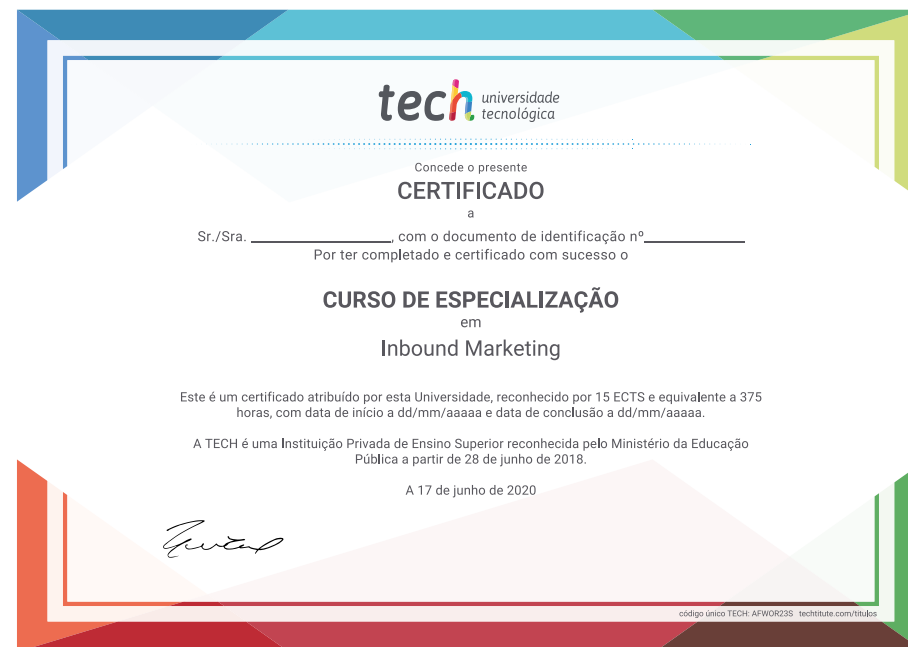 tech universidade
tecnológica
Concede o presente
CERTIFICADO
a
Sr./Sra. ____________, com o documento de identificação nº____________
Por ter completado e certificado com sucesso o
CURSO DE ESPECIALIZAÇÃO
em
Inbound Marketing
Este é um certificado atribuído por esta Universidade, reconhecido por 15 ECTS e equivalente a 375
horas, com data de início a dd/mm/aaaaa e data de conclusão a dd/mm/aaaaa.
A TECH é uma Instituição Privada de Ensino Superior reconhecida pelo Ministério da Educação
Pública a partir de 28 de junho de 2018.
A 17 de junho de 2020
código único TECH: AFWOR23S techtitute.com/titulos